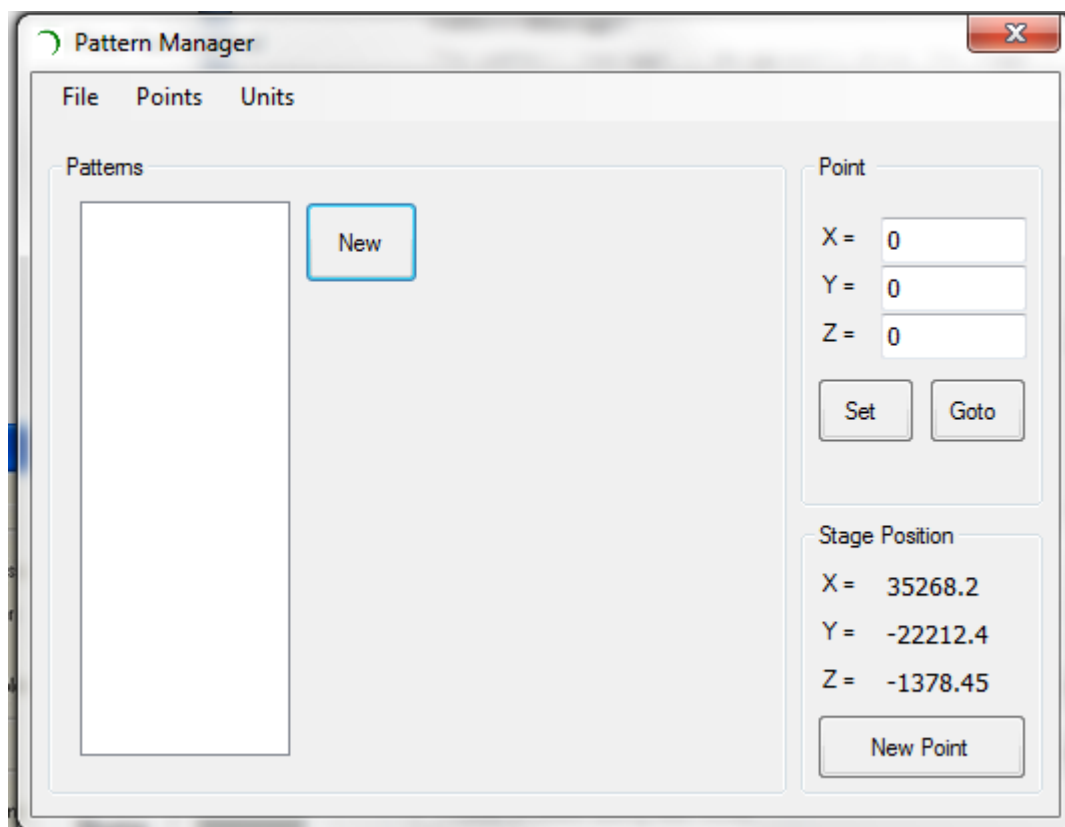 Pattern Manager
File Points Units
Patterns
New
Point
X = 0
Y = 0
Z = 0
Set Goto
Stage Position
X = 35268.2
Y = -22212.4
Z = -1378.45
New Point